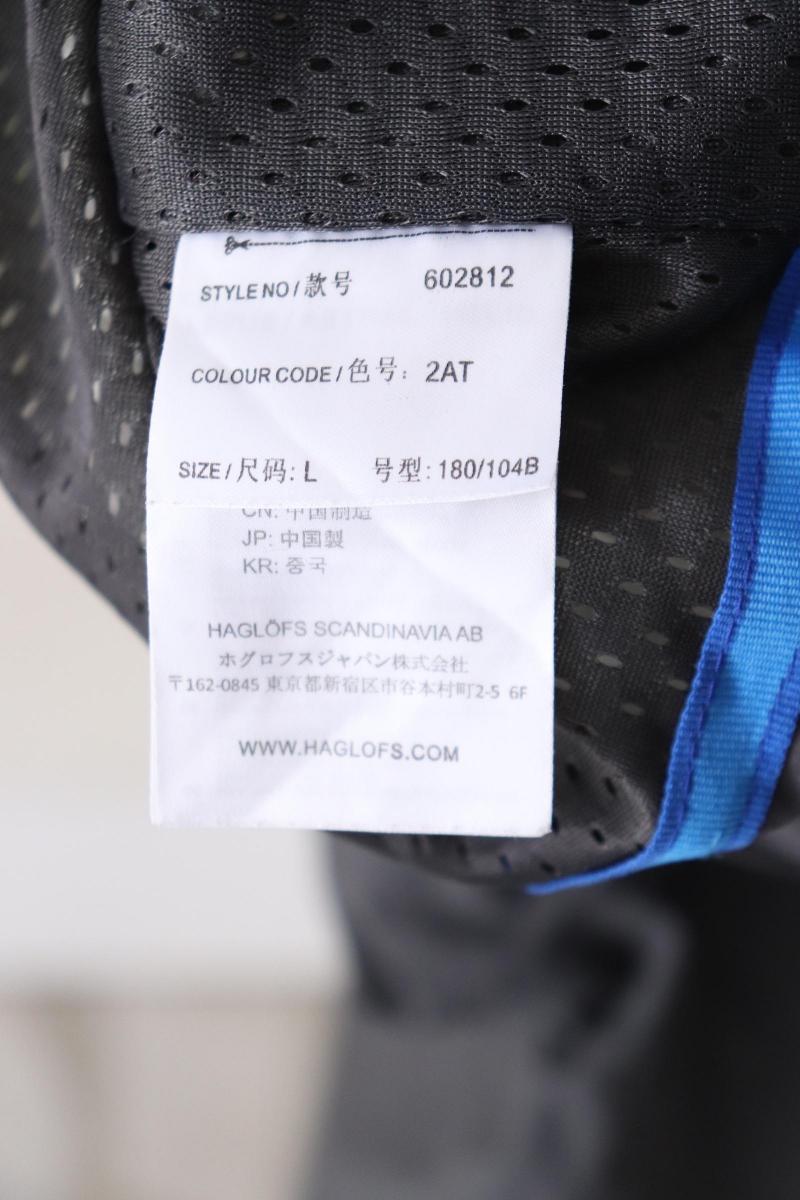 STYLE NO / 款号 602812
COLOUR CODE / 色号: 2AT
SIZE / 尺码: L 号型: 180/104B
CN: 中国制造
JP: 中国製
KR: 중국
HAGLÖFS SCANDINAVIA AB
ホグロフスジャパン株式会社
〒162-0845 東京都新宿区市谷本村町2-5 6F
WWW.HAGLOFS.COM